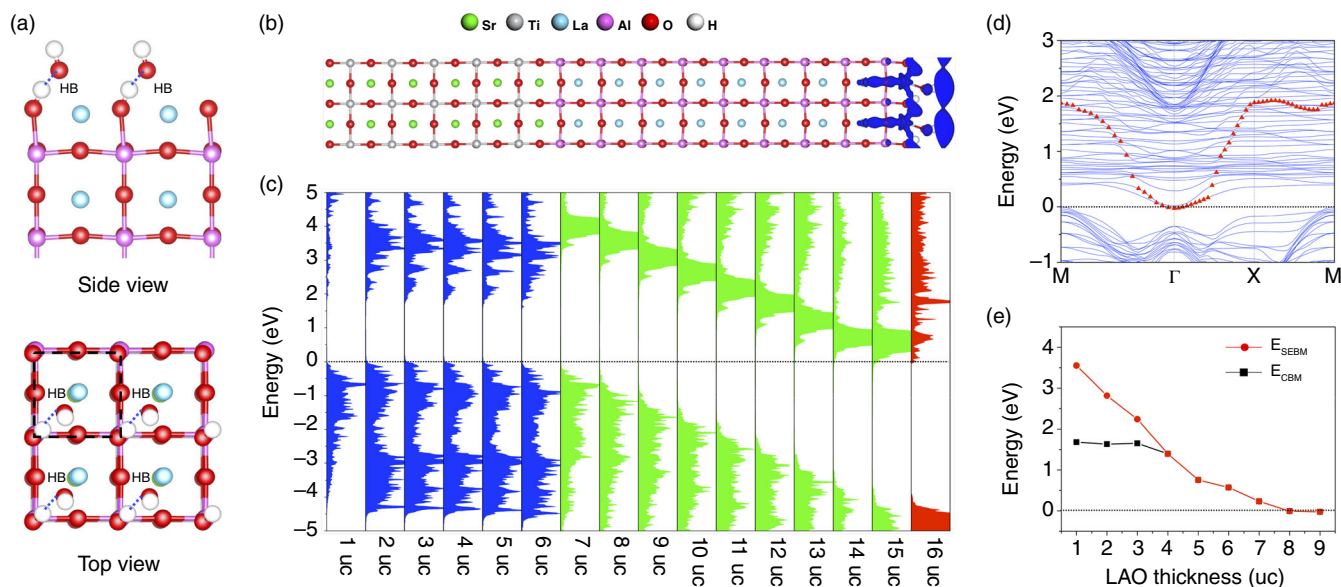 (a)
HB HB
Side view
HB HB
HB HB
Top view
(b)
Sr Ti La Al O H
(c)
Energy (eV)
5
4
3
2
1
0
−1
−2
−3
−4
−5
1 uc
2 uc
3 uc
4 uc
5 uc
6 uc
7 uc
8 uc
9 uc
10 uc
11 uc
12 uc
13 uc
14 uc
15 uc
16 uc
(d)
Energy (eV)
3
2
1
0
−1
M Γ X M
(e)
Energy (eV)
4
3
2
1
0
E_SEBM
E_CBM
1 2 3 4 5 6 7 8 9
LAO thickness (uc)